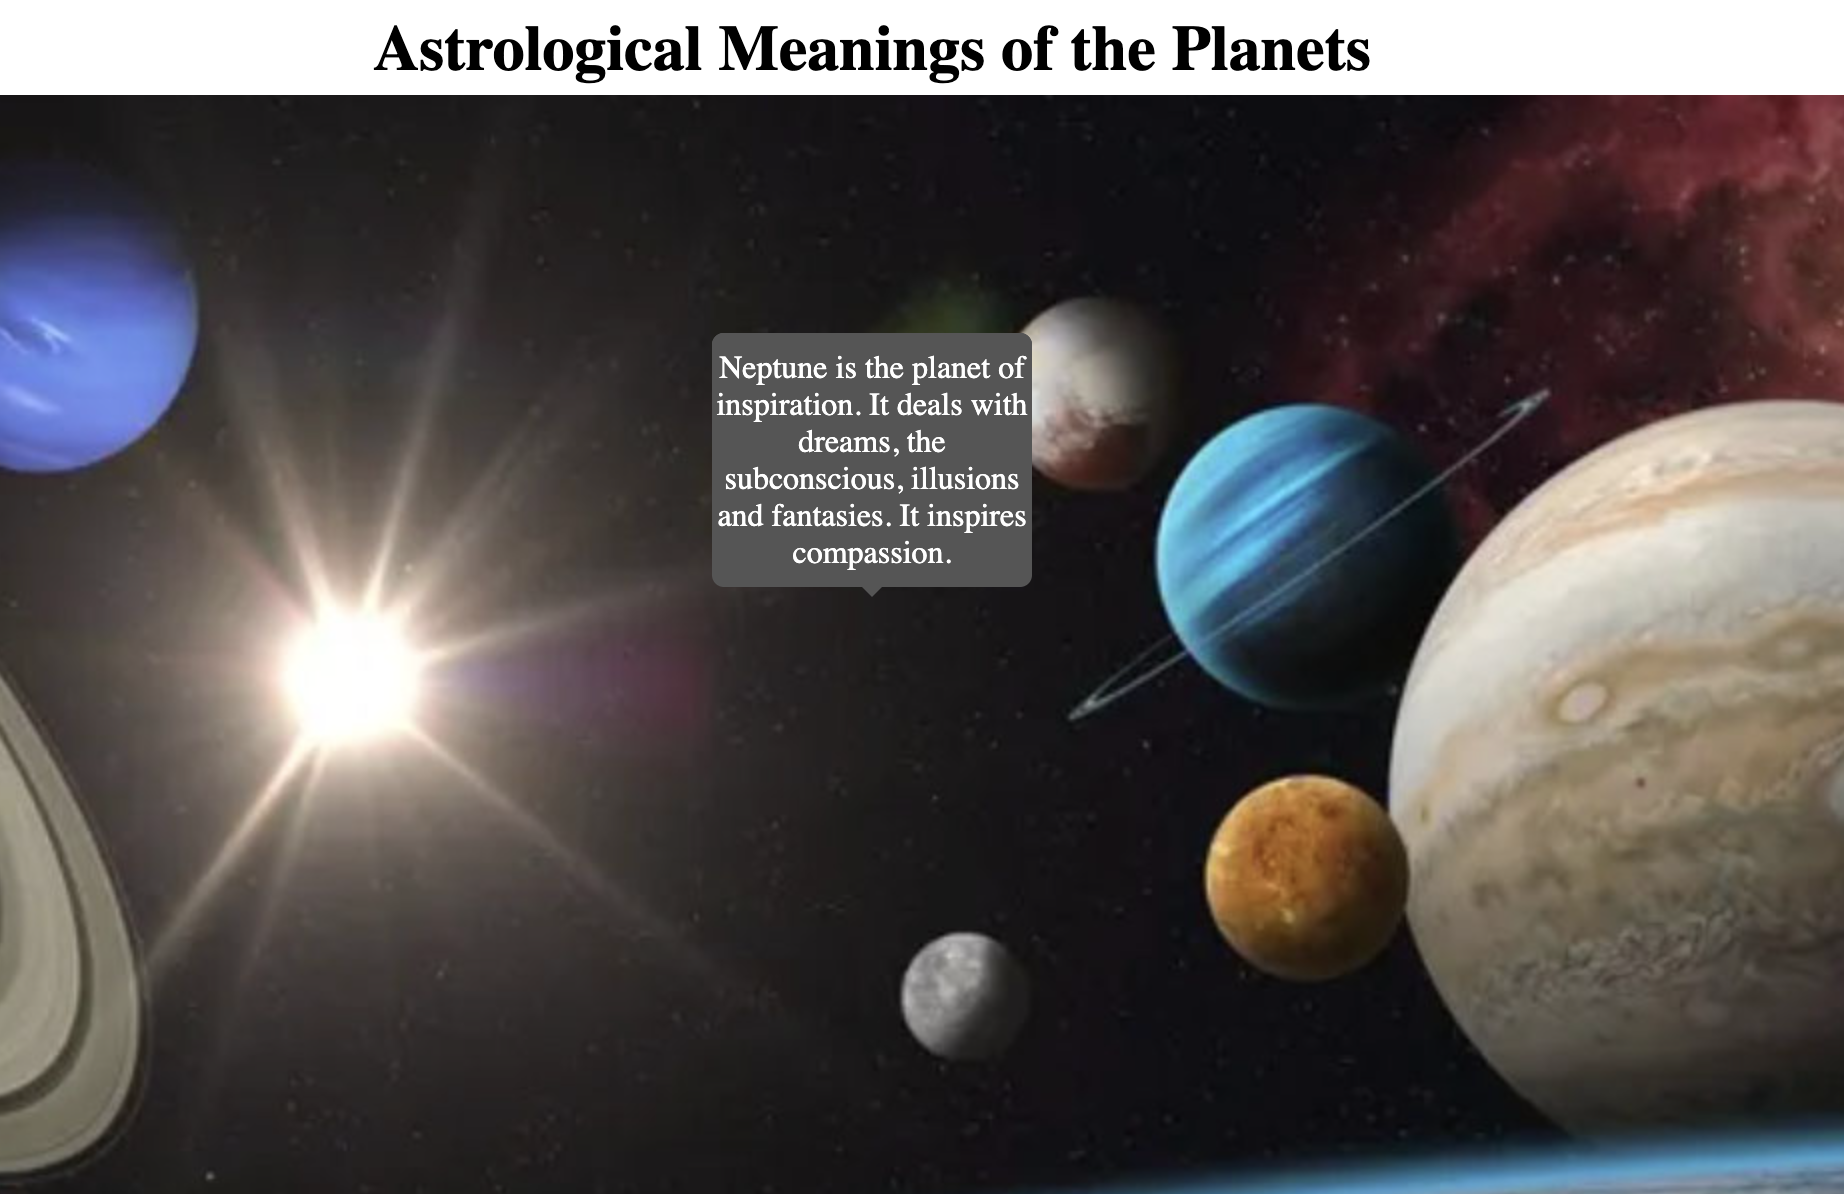 Astrological Meanings of the Planets
Neptune is the planet of
inspiration. It deals with
dreams, the
subconscious, illusions
and fantasies. It inspires
compassion.